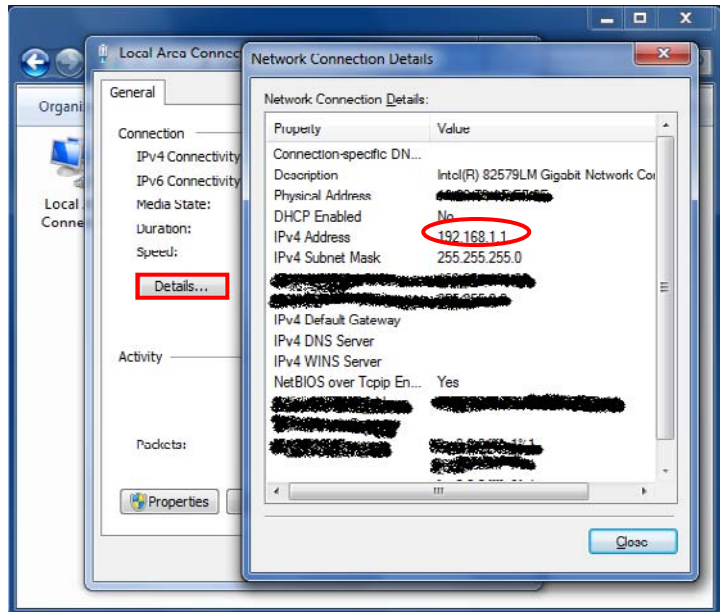 Local Area Connec
Network Connection Details
Organi
General
Network Connection Details:
Property Value
Connection
Connection-specific DN...
IPv4 Connectivity
Description Intel(R) 82579LM Gigabit Network Con
IPv6 Connectivity
Physical Address
Local
Media State:
DHCP Enabled No
Conne
Duration:
IPv4 Address 192.168.1.1
Speed:
IPv4 Subnet Mask 255.255.255.0
Details...
IPv4 Default Gateway
IPv4 DNS Server
Activity
IPv4 WINS Server
NetBIOS over Tcpip En... Yes
Packets:
Properties
Close